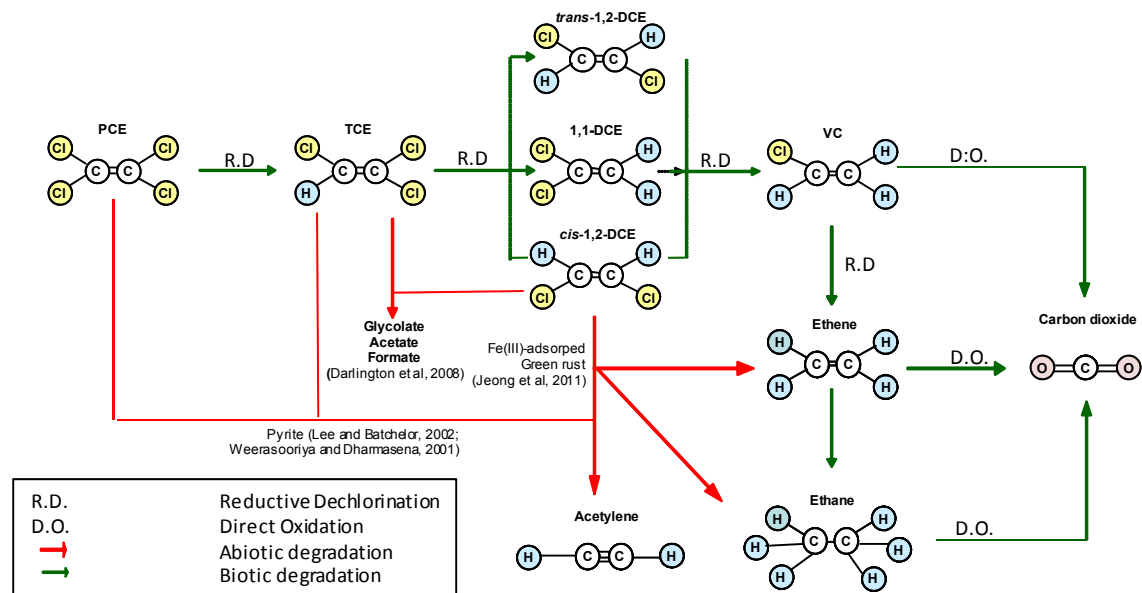 trans-1,2-DCE
Cl H
C C
H Cl
PCE
Cl Cl
C C
Cl Cl
R.D
TCE
Cl Cl
C C
H Cl
R.D
1,1-DCE
Cl H
C C
Cl H
R.D
VC
Cl H
C C
H H
D:O.
cis-1,2-DCE
H H
C C
Cl Cl
R.D
Glycolate
Acetate
Formate
(Darlington et al, 2008)
Fe(III)-adsorped
Green rust
(Jeong et al, 2011)
Ethene
H H
C C
H H
D.O.
Carbon dioxide
O C O
Pyrite (Lee and Batchelor, 2002;
Weerasooriya and Dharmasena, 2001)
Acetylene
H C C H
Ethane
H H
H C C H
H H
D.O.
R.D. Reductive Dechlorination
D.O. Direct Oxidation
Abiotic degradation
Biotic degradation